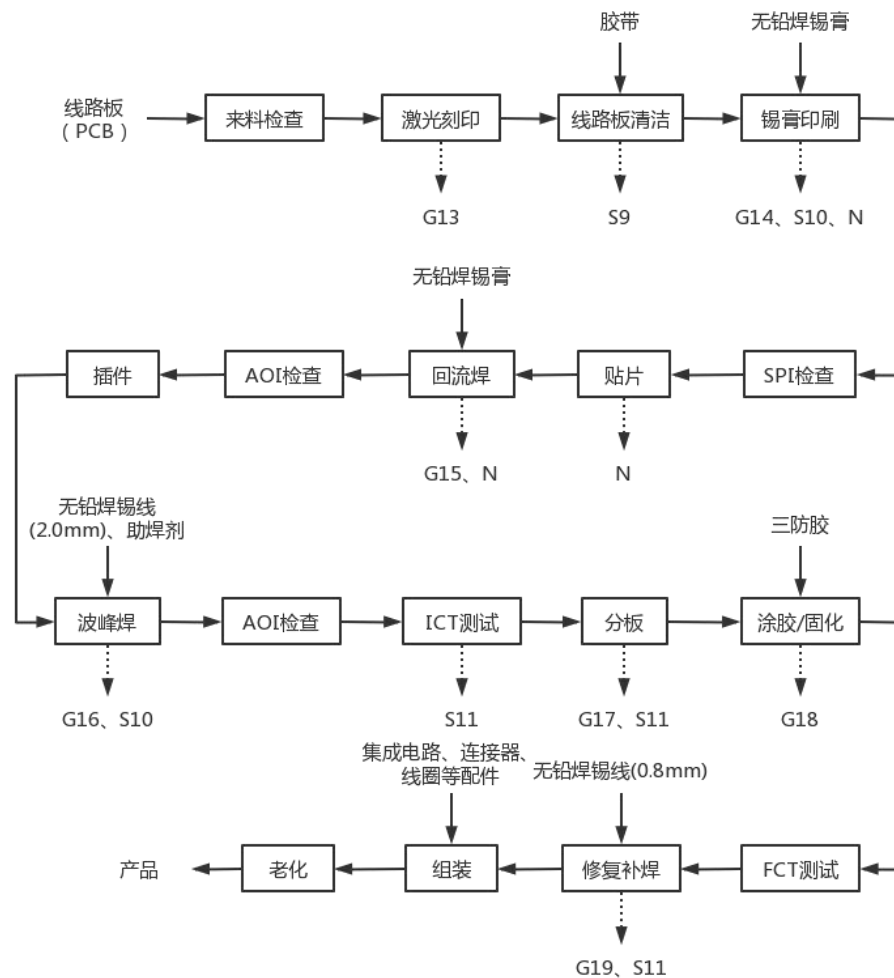 胶带
无铅焊锡膏
线路板
（PCB）
来料检查
激光刻印
线路板清洁
锡膏印刷
G13
S9
G14、S10、N
无铅焊锡膏
插件
AOI检查
回流焊
贴片
SPI检查
G15、N
N
无铅焊锡线
(2.0mm)、助焊剂
三防胶
波峰焊
AOI检查
ICT测试
分板
涂胶/固化
G16、S10
S11
G17、S11
G18
集成电路、连接器、
线圈等配件
无铅焊锡线(0.8mm)
产品
老化
组装
修复补焊
FCT测试
G19、S11